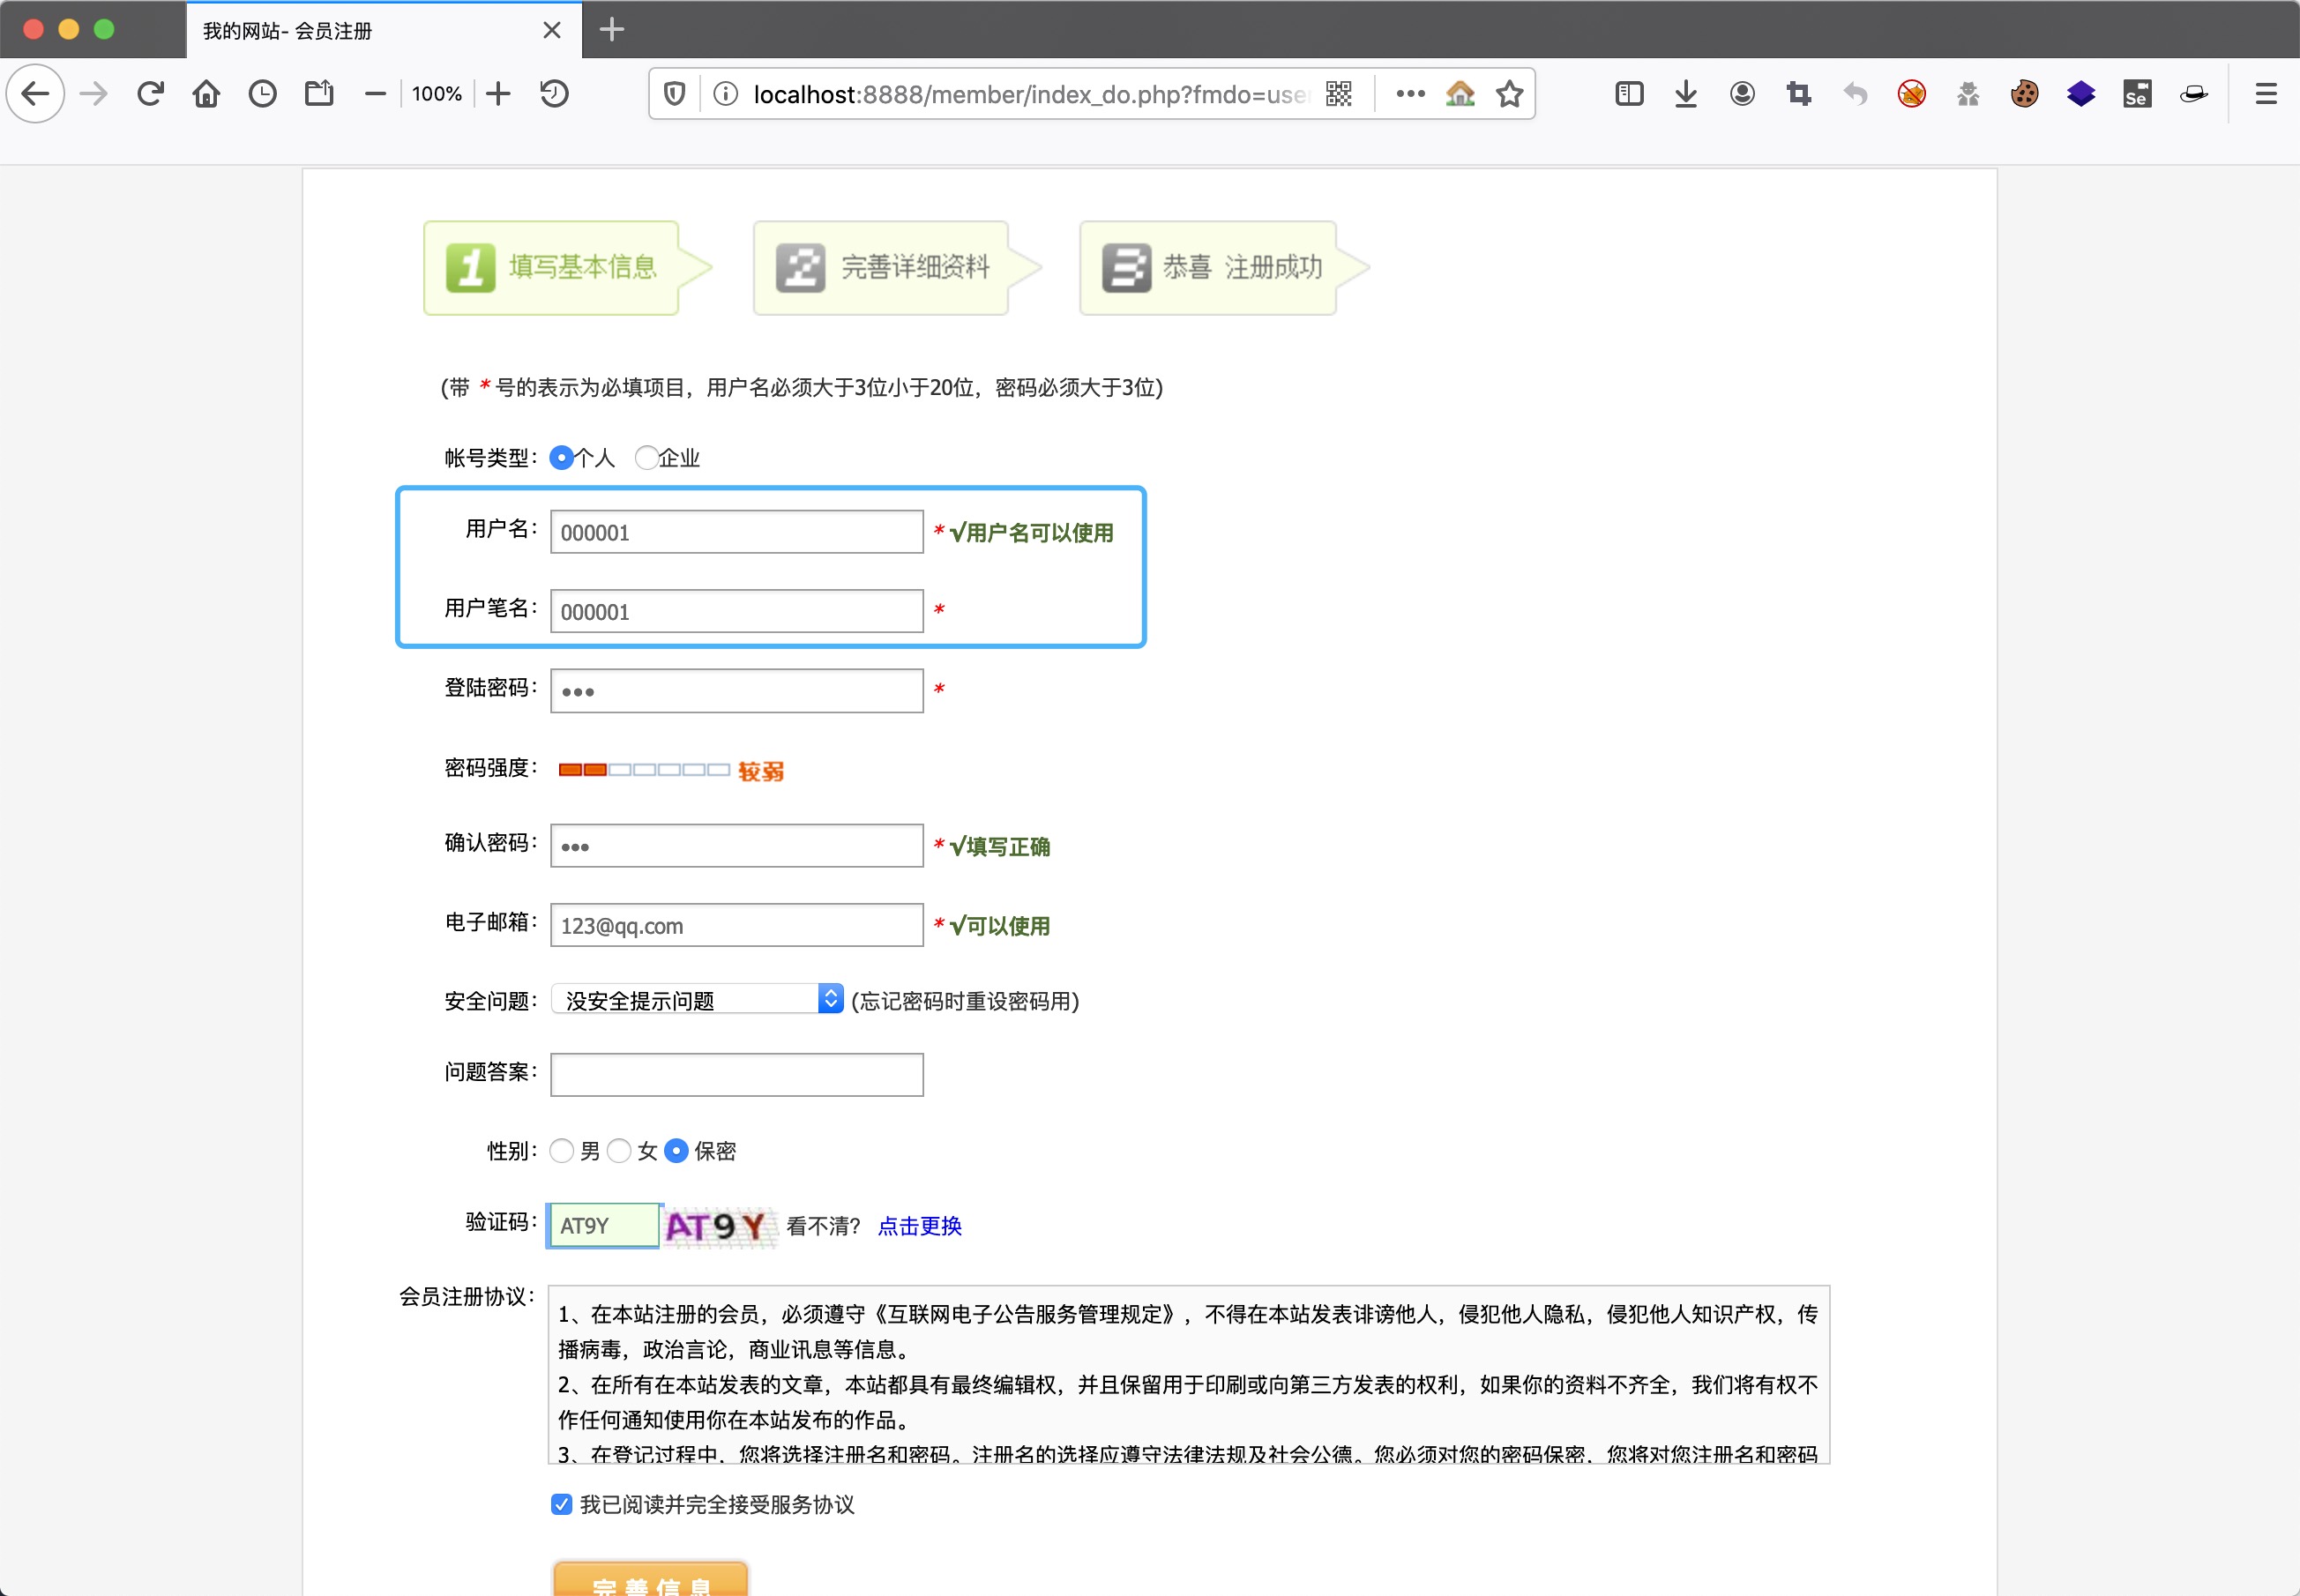 我的网站- 会员注册
100%
localhost:8888/member/index_do.php?fmdo=use
Se
1 填写基本信息
2 完善详细资料
3 恭喜 注册成功
(带 * 号的表示为必填项目，用户名必须大于3位小于20位，密码必须大于3位)
帐号类型： 个人 企业
用户名： 000001 * √用户名可以使用
用户笔名： 000001 *
登陆密码： ••• *
密码强度： 较弱
确认密码： ••• * √填写正确
电子邮箱： 123@qq.com * √可以使用
安全问题： 没安全提示问题 (忘记密码时重设密码用)
问题答案：
性别： 男 女 保密
验证码： AT9Y AT9Y 看不清? 点击更换
会员注册协议：
1、在本站注册的会员，必须遵守《互联网电子公告服务管理规定》，不得在本站发表诽谤他人，侵犯他人隐私，侵犯他人知识产权，传
播病毒，政治言论，商业讯息等信息。
2、在所有在本站发表的文章，本站都具有最终编辑权，并且保留用于印刷或向第三方发表的权利，如果你的资料不齐全，我们将有权不
作任何通知使用你在本站发布的作品。
3、在登记过程中，您将选择注册名和密码。注册名的选择应遵守法律法规及社会公德。您必须对您的密码保密，您将对您注册名和密码
我已阅读并完全接受服务协议
完善信息